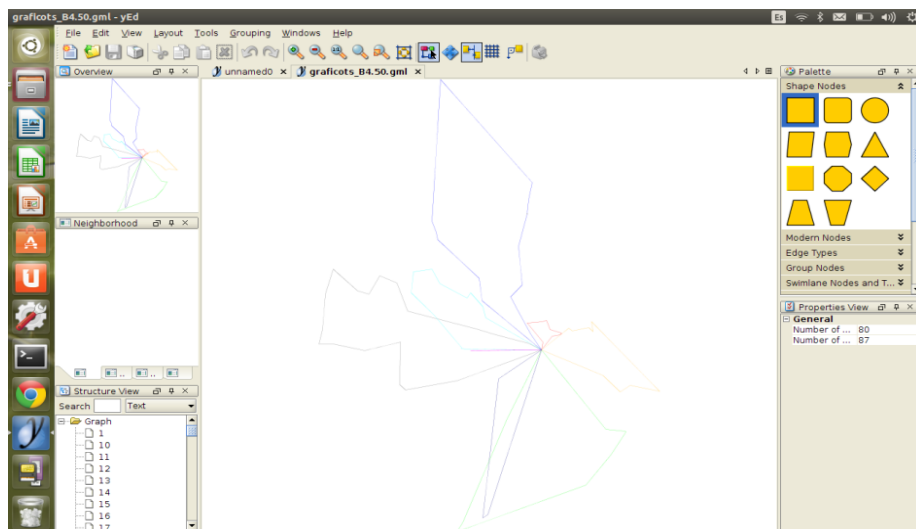 graficots_B4.50.gml - yEd
Es
File Edit View Layout Tools Grouping Windows Help
Overview
unnamed0
graficots_B4.50.gml
Palette
Shape Nodes
Neighborhood
Modern Nodes
Edge Types
Group Nodes
Swimlane Nodes and T...
Properties View
General
Number of ... 80
Number of ... 87
Structure View
Search
Text
Graph
1
10
11
12
13
14
15
16
17